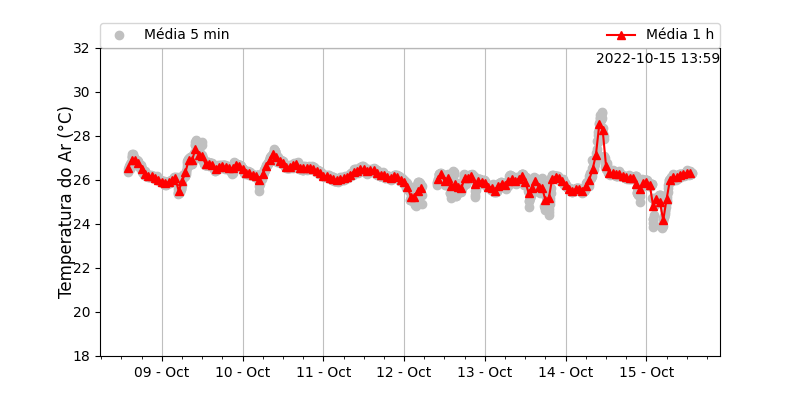 Média 5 min
Média 1 h
2022-10-15 13:59
Temperatura do Ar (°C)
32
30
28
26
24
22
20
18
09 - Oct
10 - Oct
11 - Oct
12 - Oct
13 - Oct
14 - Oct
15 - Oct